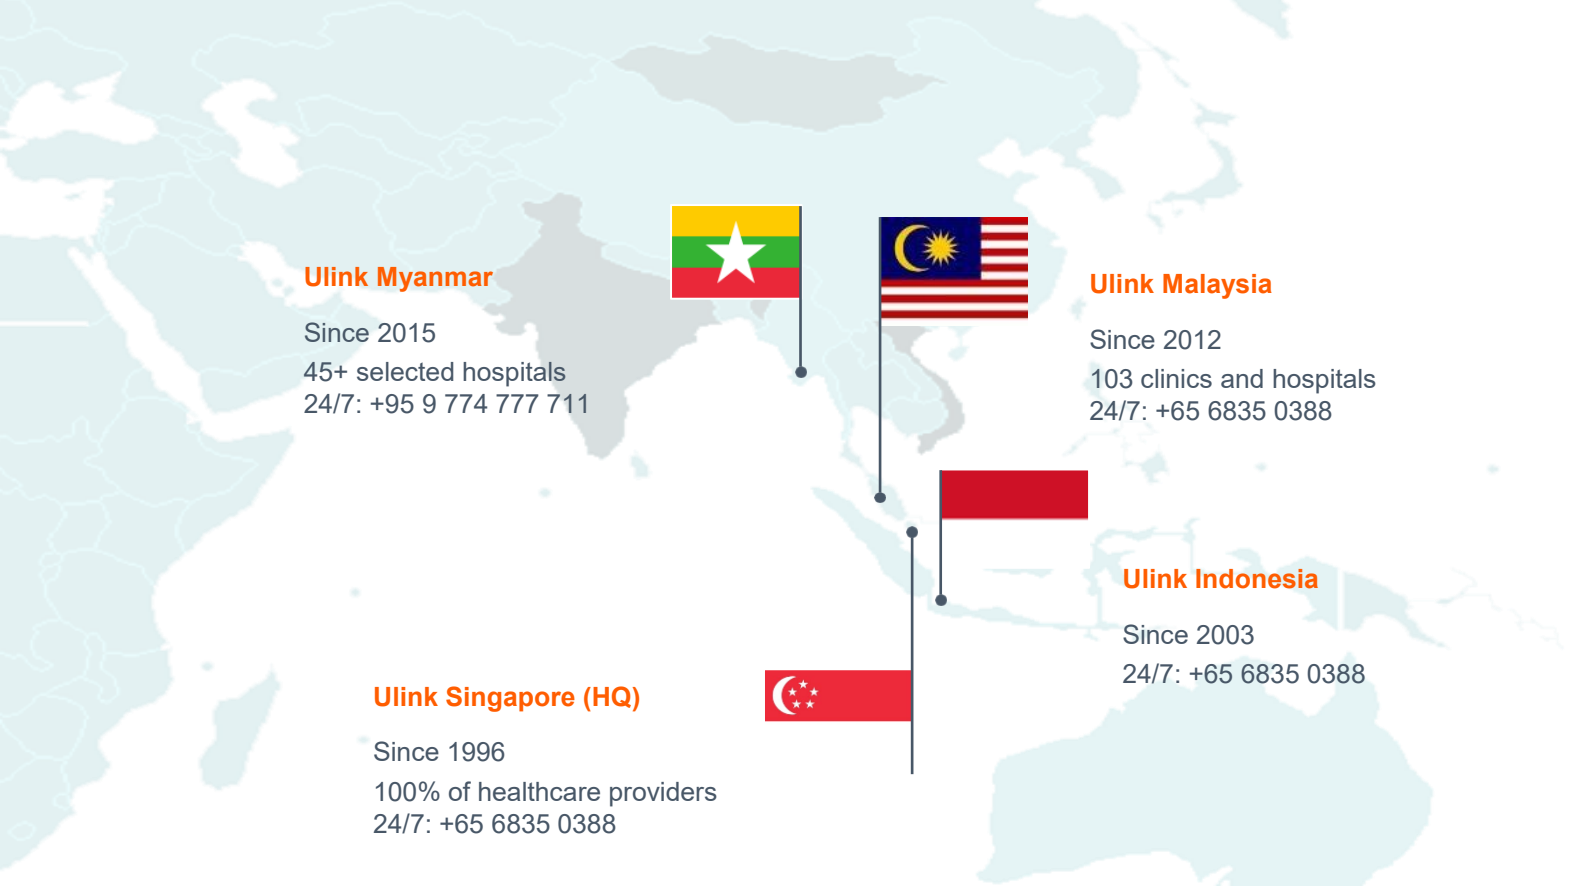 Ulink Myanmar
Since 2015
45+ selected hospitals
24/7: +95 9 774 777 711
Ulink Malaysia
Since 2012
103 clinics and hospitals
24/7: +65 6835 0388
Ulink Indonesia
Since 2003
24/7: +65 6835 0388
Ulink Singapore (HQ)
Since 1996
100% of healthcare providers
24/7: +65 6835 0388